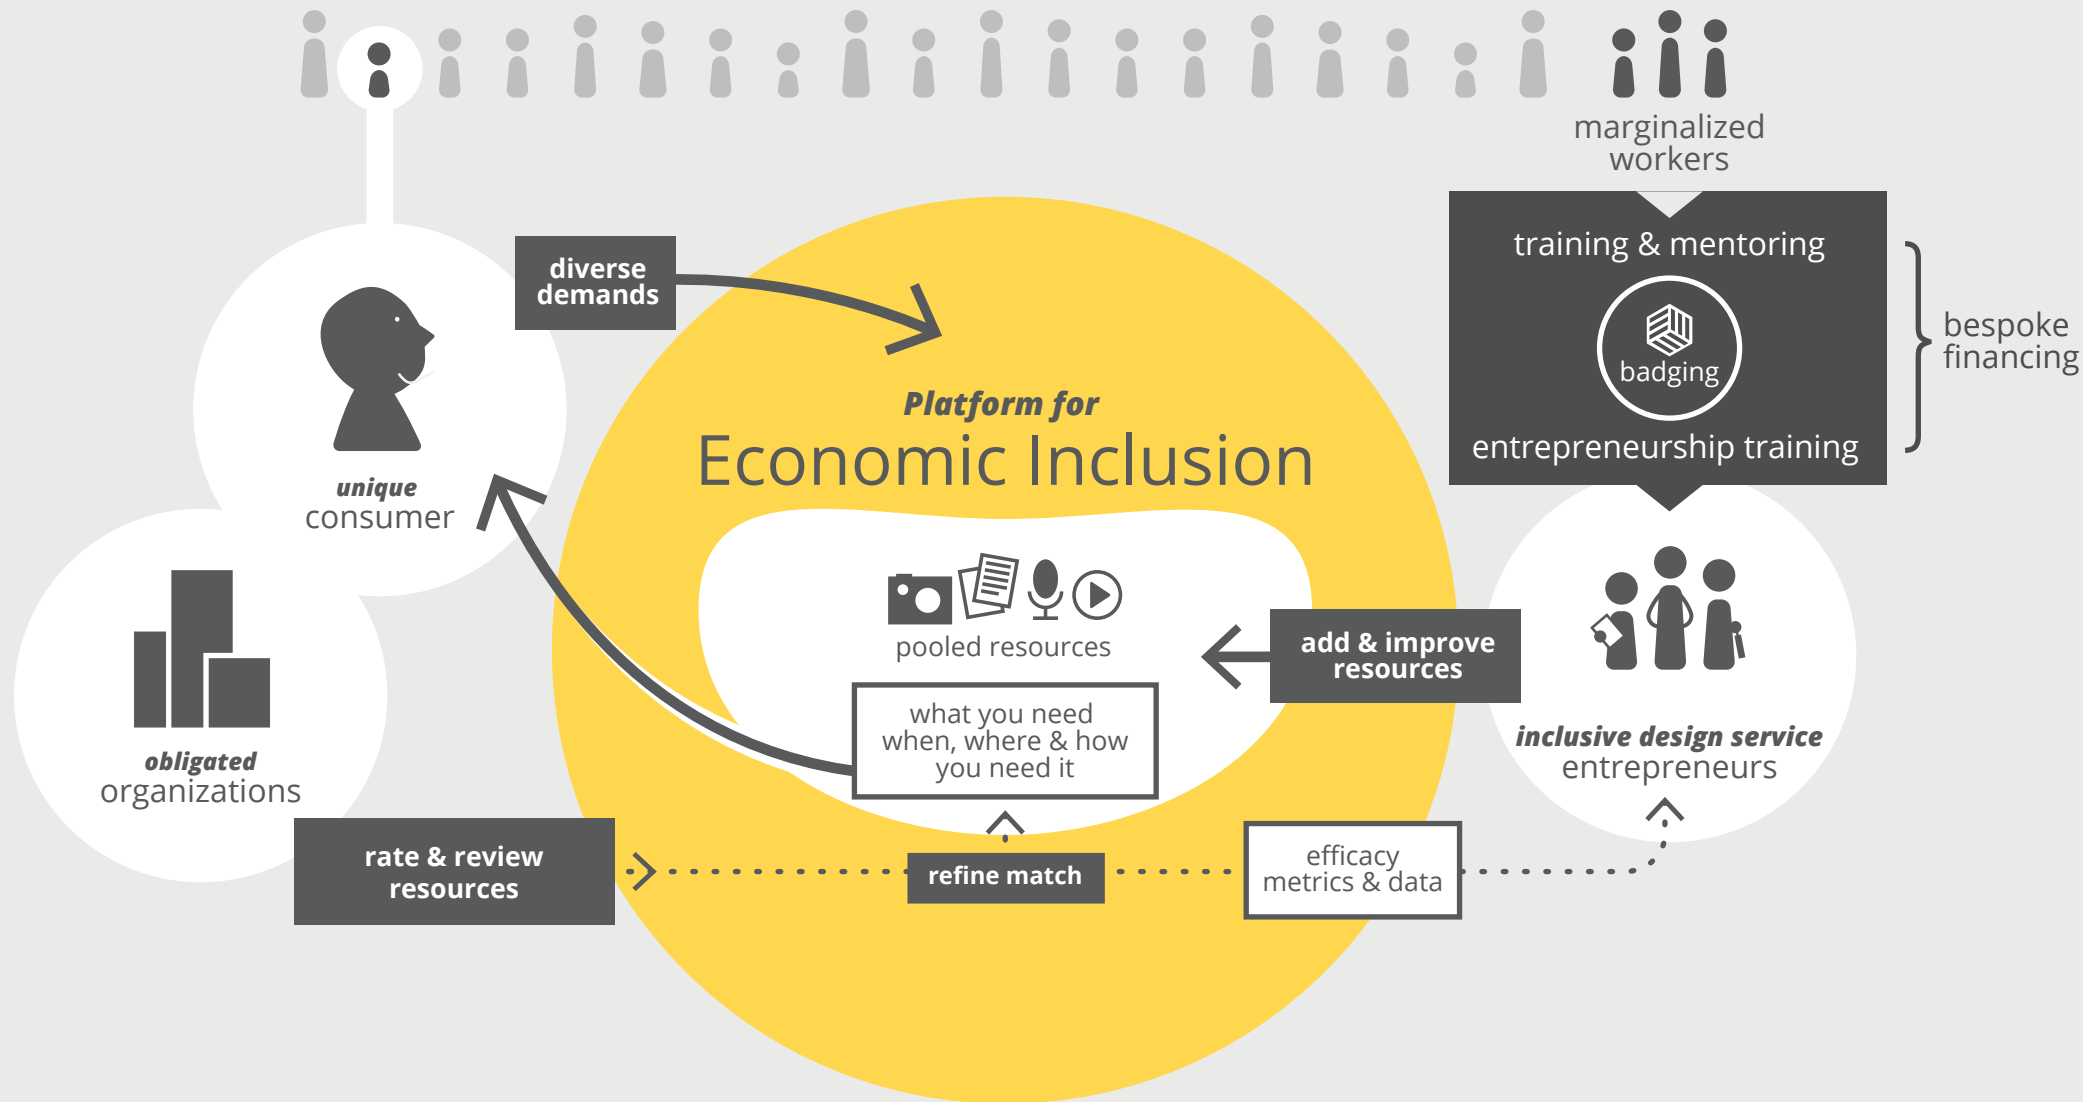 marginalized
workers
diverse
demands
training & mentoring
badging
entrepreneurship training
bespoke
financing
Platform for
Economic Inclusion
unique
consumer
pooled resources
what you need
when, where & how
you need it
add & improve
resources
inclusive design service
entrepreneurs
obligated
organizations
rate & review
resources
refine match
efficacy
metrics & data